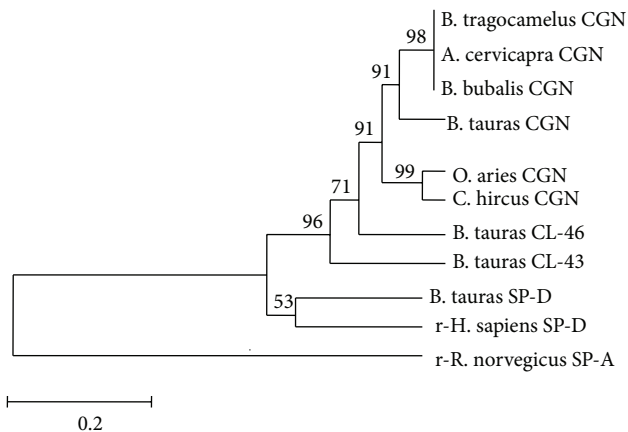 B. tragocamelus CGN
98
A. cervicapra CGN
91
B. bubalis CGN
B. tauras CGN
91
99
O. aries CGN
C. hircus CGN
71
96
B. tauras CL-46
B. tauras CL-43
53
B. tauras SP-D
r-H. sapiens SP-D
r-R. norvegicus SP-A
0.2